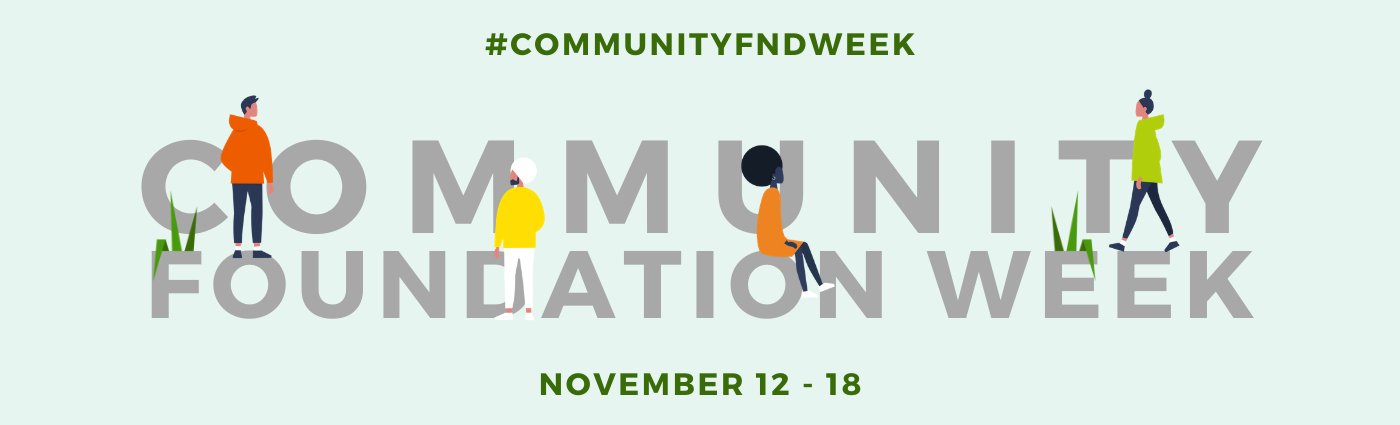 #COMMUNITYFNDWEEK
COMMUNITY
FOUNDATION WEEK
NOVEMBER 12 - 18